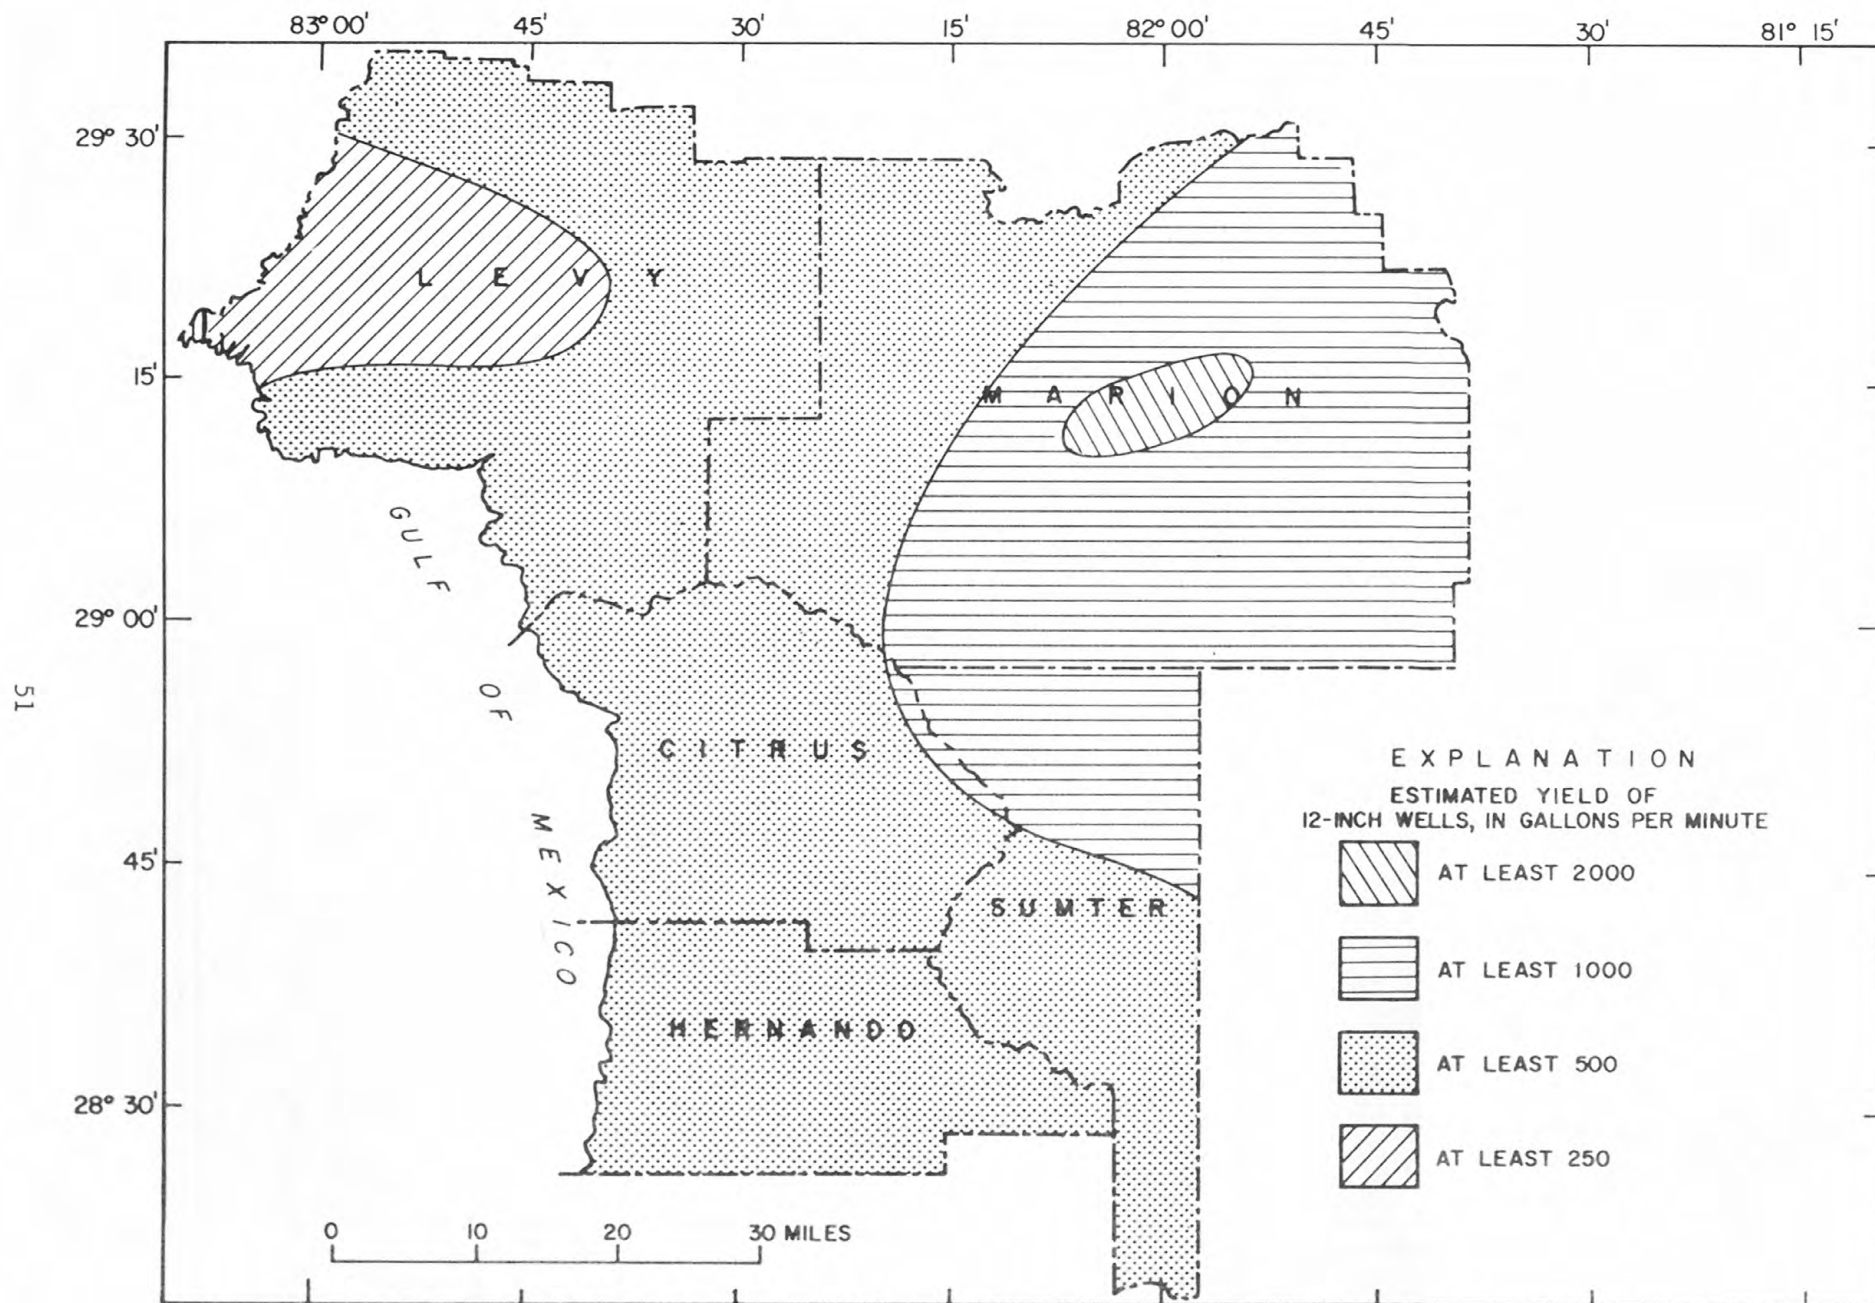 83° 00' 45' 30' 15' 82° 00' 45' 30' 81° 15'
29° 30'
15'
29° 00'
45'
28° 30'
LEVY
MARION
CITRUS
SUMTER
HERNANDO
GULF OF MEXICO
EXPLANATION
ESTIMATED YIELD OF
12-INCH WELLS, IN GALLONS PER MINUTE
AT LEAST 2000
AT LEAST 1000
AT LEAST 500
AT LEAST 250
0 10 20 30 MILES
51